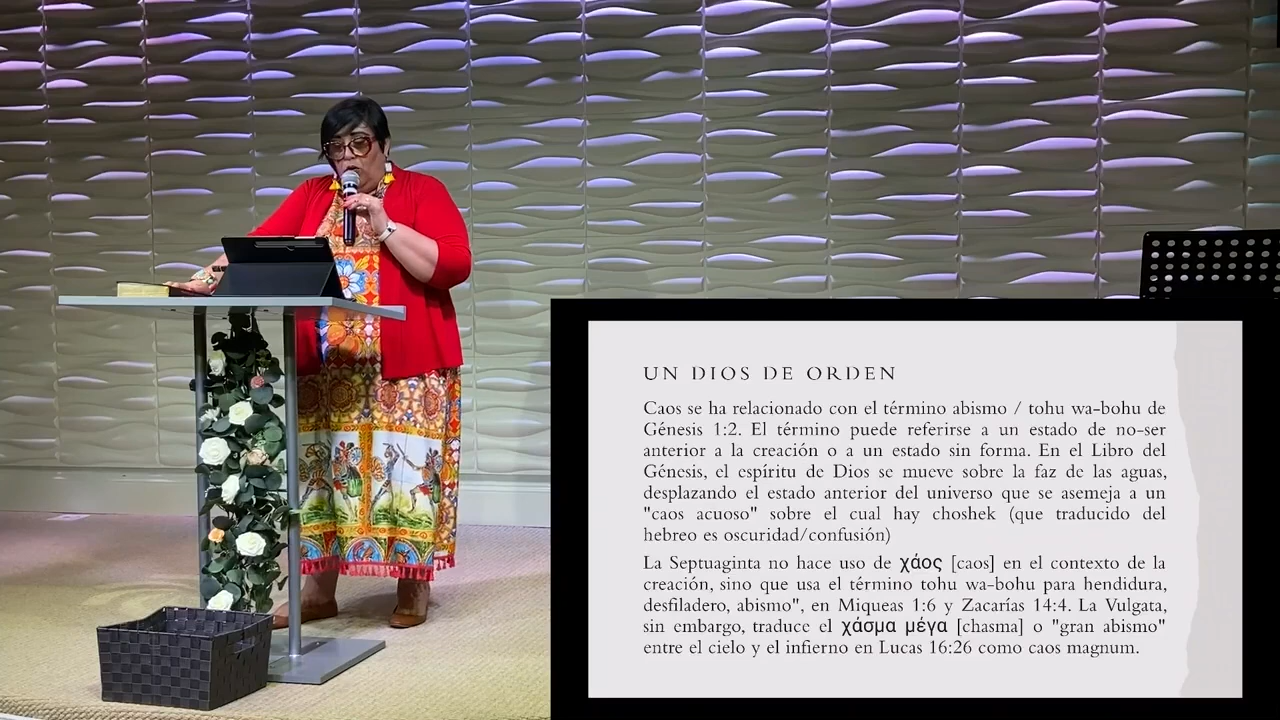 UN DIOS DE ORDEN
Caos se ha relacionado con el término abismo / tohu wa-bohu de
Génesis 1:2. El término puede referirse a un estado de no-ser
anterior a la creación o a un estado sin forma. En el Libro del
Génesis, el espíritu de Dios se mueve sobre la faz de las aguas,
desplazando el estado anterior del universo que se asemeja a un
"caos acuoso" sobre el cual hay choshek (que traducido del
hebreo es oscuridad/confusión)
La Septuaginta no hace uso de χάος [caos] en el contexto de la
creación, sino que usa el término tohu wa-bohu para hendidura,
desfiladero, abismo", en Miqueas 1:6 y Zacarías 14:4. La Vulgata,
sin embargo, traduce el χάσμα μέγα [chasma] o "gran abismo"
entre el cielo y el infierno en Lucas 16:26 como caos magnum.